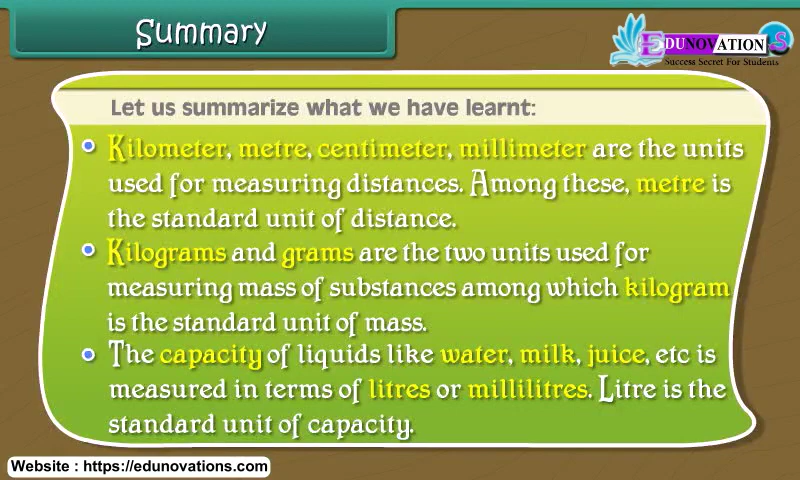 Summary
EDUNOVATIONS
Success Secret For Students
Let us summarize what we have learnt:
Kilometer, metre, centimeter, millimeter are the units
used for measuring distances. Among these, metre is
the standard unit of distance.
Kilograms and grams are the two units used for
measuring mass of substances among which kilogram
is the standard unit of mass.
The capacity of liquids like water, milk, juice, etc is
measured in terms of litres or millilitres. Litre is the
standard unit of capacity.
Website : https://edunovations.com